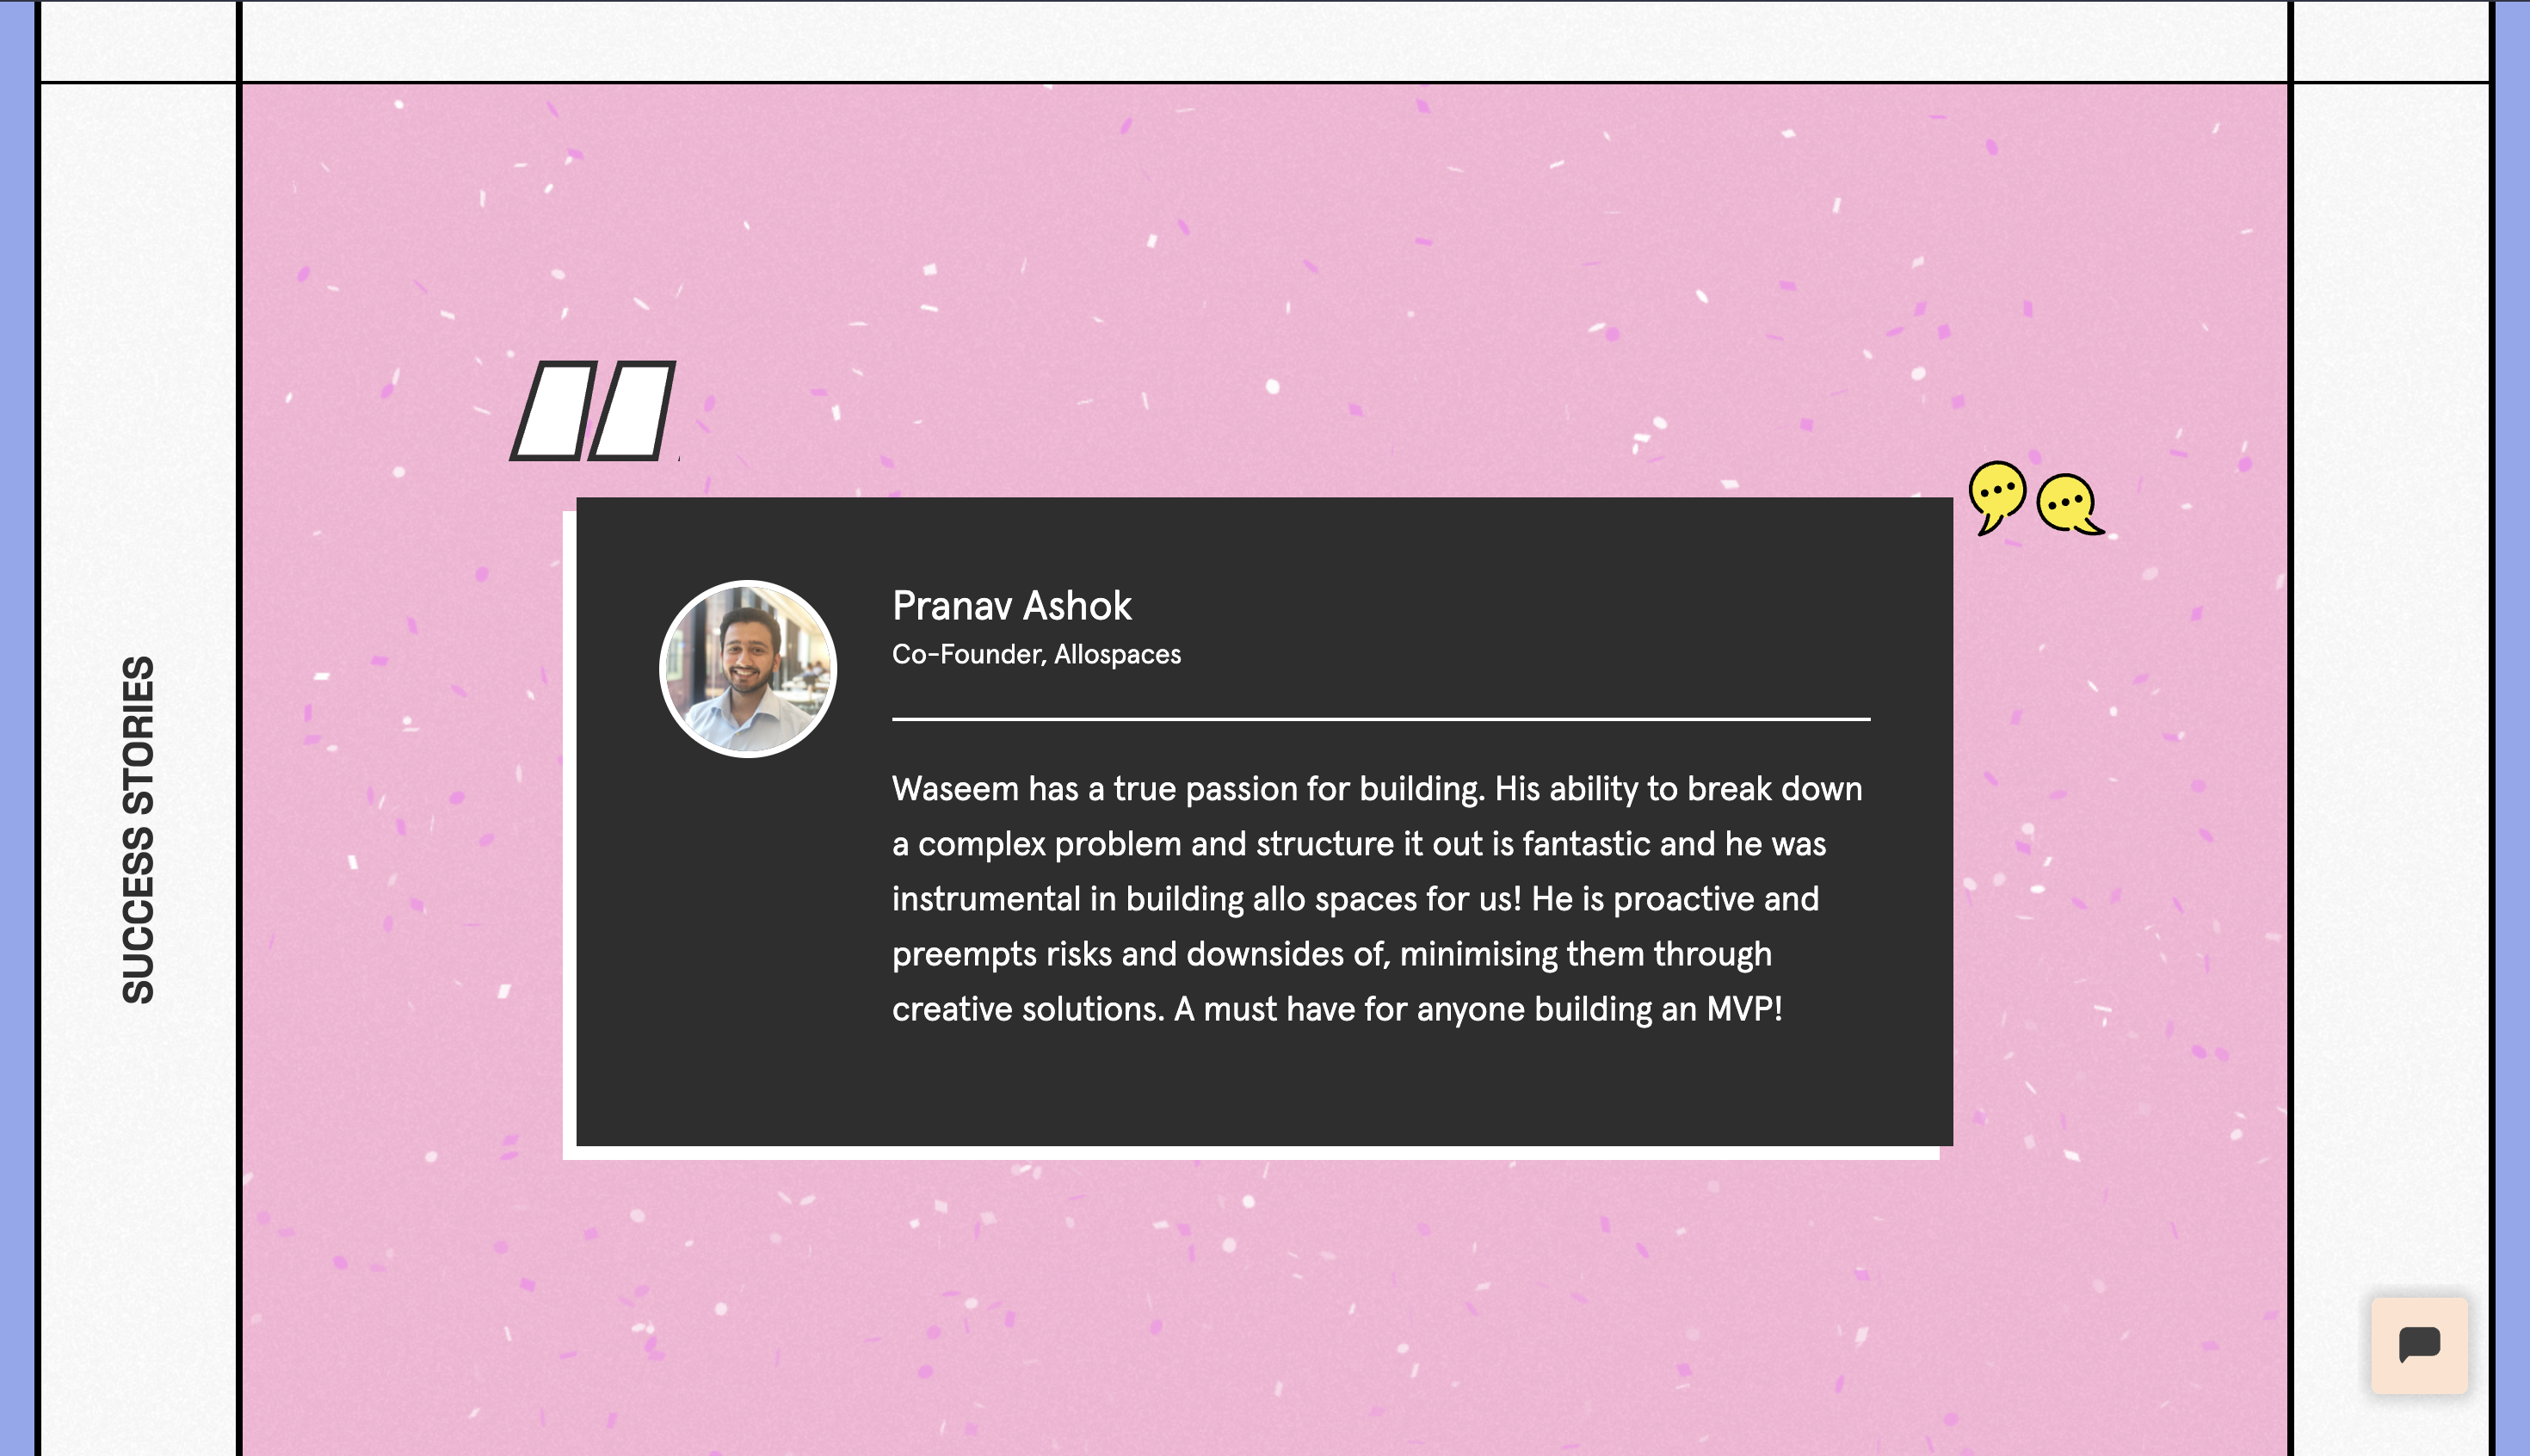 SUCCESS STORIES
Pranav Ashok
Co-Founder, Allospaces
Waseem has a true passion for building. His ability to break down
a complex problem and structure it out is fantastic and he was
instrumental in building allo spaces for us! He is proactive and
preempts risks and downsides of, minimising them through
creative solutions. A must have for anyone building an MVP!